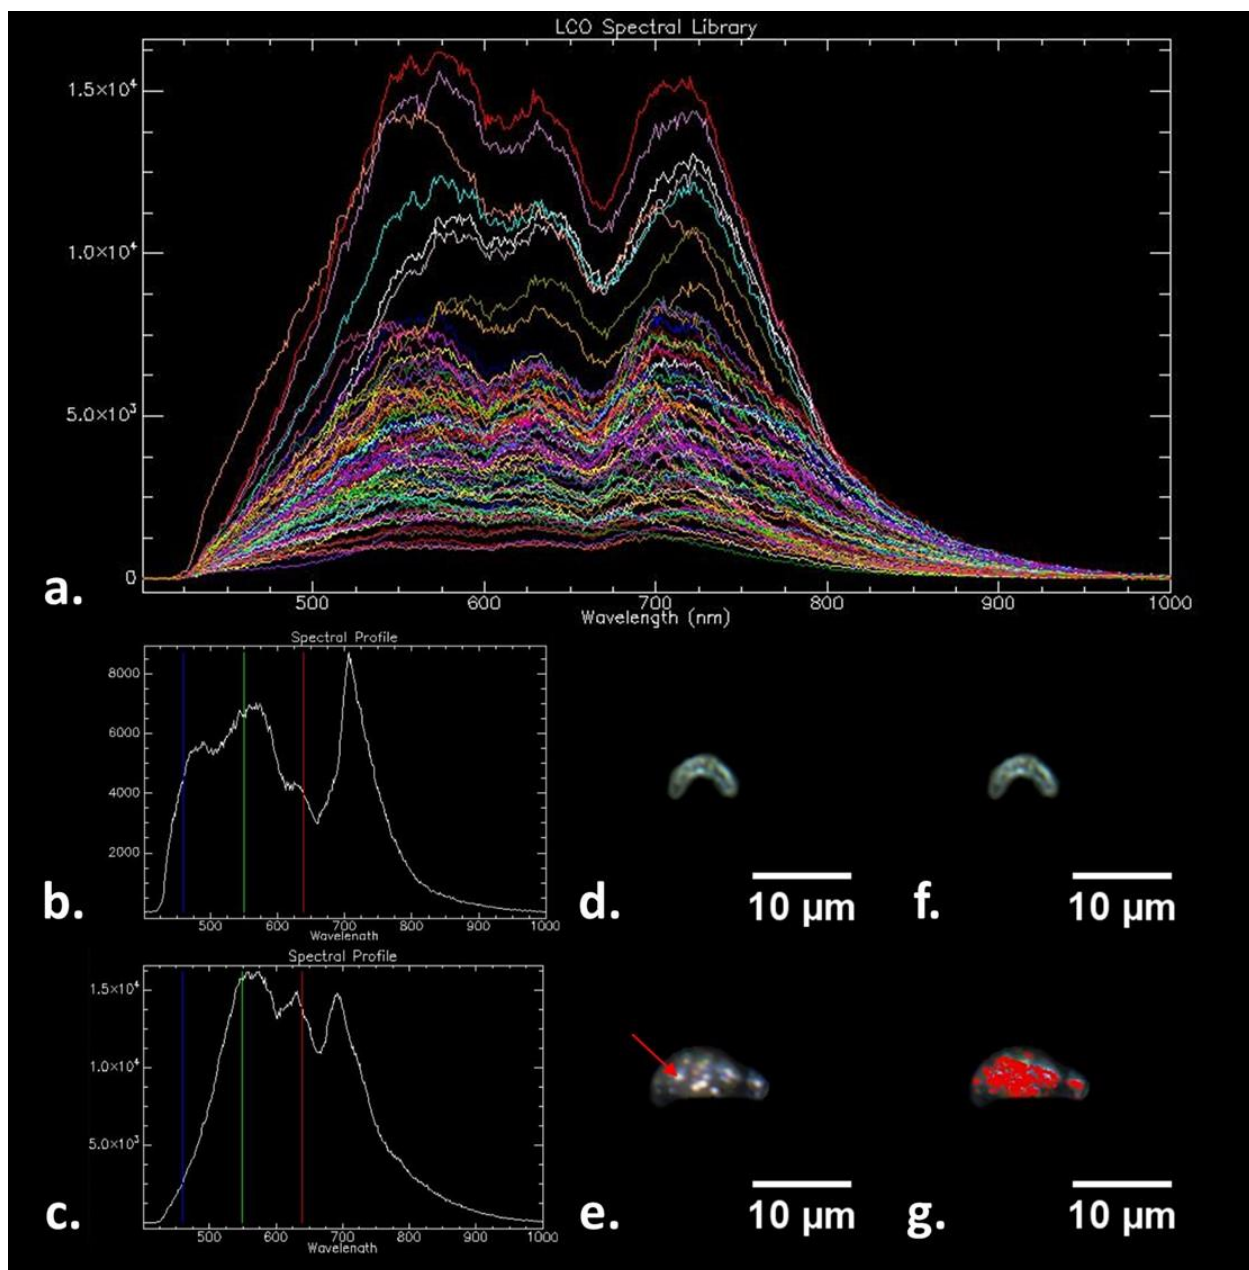 LCO Spectral Library
1.5×10⁴
1.0×10⁴
5.0×10³
0
500 600 700 800 900 1000
Wavelength (nm)
a.
Spectral Profile
8000
6000
4000
2000
500 600 700 800 900 1000
Wavelenath
b.
d.
10 µm
f.
10 µm
Spectral Profile
1.5×10⁴
1.0×10⁴
5.0×10³
500 600 700 800 900 1000
Wavelenath
c.
e.
10 µm
g.
10 µm